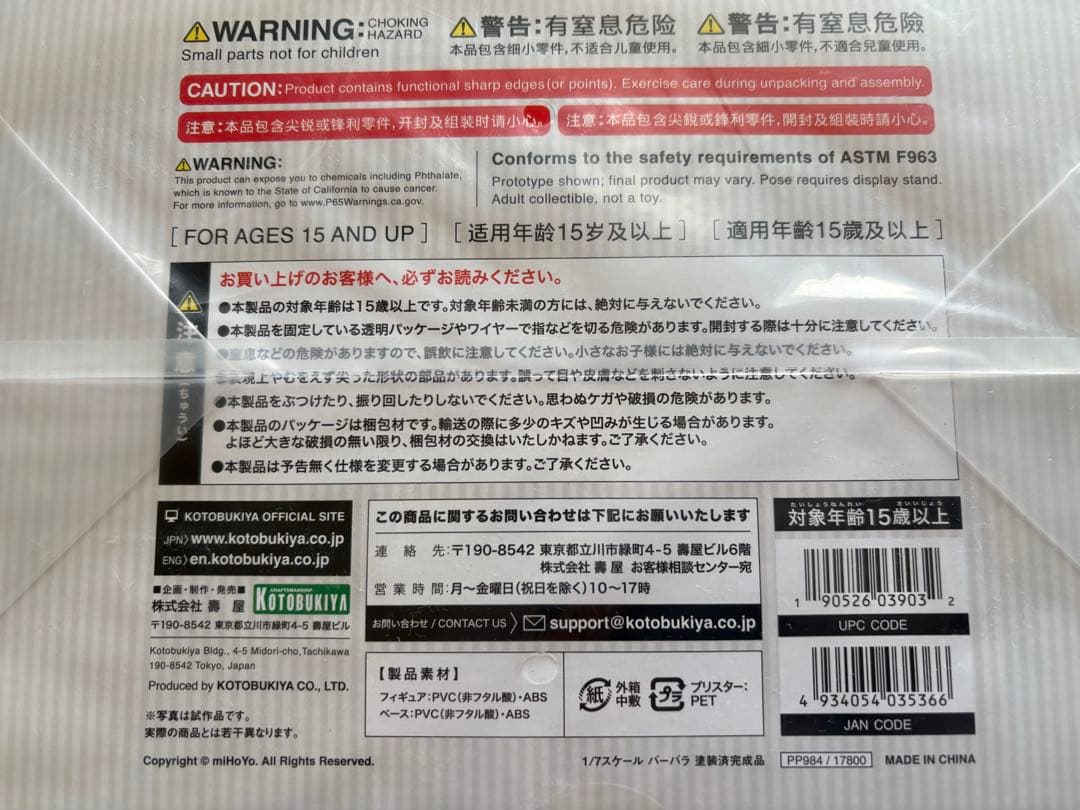 ⚠WARNING: CHOKING HAZARD
Small parts not for children
⚠警告:有窒息危险
本品包含细小零件,不适合儿童使用。
⚠警告:有窒息危險
本品包含細小零件,不適合兒童使用。
CAUTION:Product contains functional sharp edges(or points). Exercise care during unpacking and assembly.
注意:本品包含尖锐或锋利零件,开封及组装时请小心。
注意:本品包含尖銳或鋒利零件,開封及組裝時請小心。
⚠WARNING:
This product can expose you to chemicals including Phthalate,
which is known to the State of California to cause cancer.
For more information, go to www.P65Warnings.ca.gov.
Conforms to the safety requirements of ASTM F963
Prototype shown; final product may vary. Pose requires display stand.
Adult collectible, not a toy.
[FOR AGES 15 AND UP] [适用年龄15岁及以上] [適用年齡15歲及以上]
注意(ちゅうい)
お買い上げのお客様へ、必ずお読みください。
●本製品の対象年齢は15歳以上です。対象年齢未満の方には、絶対に与えないでください。
●本製品を固定している透明パッケージやワイヤーで指などを切る危険があります。開封する際は十分に注意してください。
●窒息などの危険がありますので、誤飲に注意してください。小さなお子様には絶対に与えないでください。
●表現上やむをえず尖った形状の部品があります。誤って目や皮膚などを刺さないように注意してください。
●本製品をぶつけたり、振り回したりしないでください。思わぬケガや破損の危険があります。
●本製品のパッケージは梱包材です。輸送の際に多少のキズや凹みが生じる場合があります。
よほど大きな破損の無い限り、梱包材の交換はいたしかねます。ご了承ください。
●本製品は予告無く仕様を変更する場合があります。ご了承ください。
KOTOBUKIYA OFFICIAL SITE
JPN〉www.kotobukiya.co.jp
ENG〉en.kotobukiya.co.jp
■企画・制作・発売■
株式会社 壽 屋
CRAFTSMANSHIP
KOTOBUKIYA
〒190-8542 東京都立川市緑町4-5 壽屋ビル
Kotobukiya Bldg., 4-5 Midori-cho,Tachikawa
190-8542 Tokyo, Japan
Produced by KOTOBUKIYA CO., LTD.
※写真は試作品です。
実際の商品とは若干異なります。
Copyright © miHoYo. All Rights Reserved.
この商品に関するお問い合わせは下記にお願いいたします
連絡先:〒190-8542 東京都立川市緑町4-5 壽屋ビル6階
株式会社 壽 屋 お客様相談センター宛
営業時間:月〜金曜日(祝日を除く)10〜17時
お問い合わせ / CONTACT US 〉 support@kotobukiya.co.jp
【製品素材】
フィギュア:PVC(非フタル酸)・ABS
ベース:PVC(非フタル酸)・ABS
紙 外箱
中敷
プラ ブリスター:
PET
たいしょうねんれい さいいじょう
対象年齢15歳以上
1 90526 03903 2
UPC CODE
4 934054 035366
JAN CODE
1/7スケール バーバラ 塗装済完成品
PP984 / 17800
MADE IN CHINA